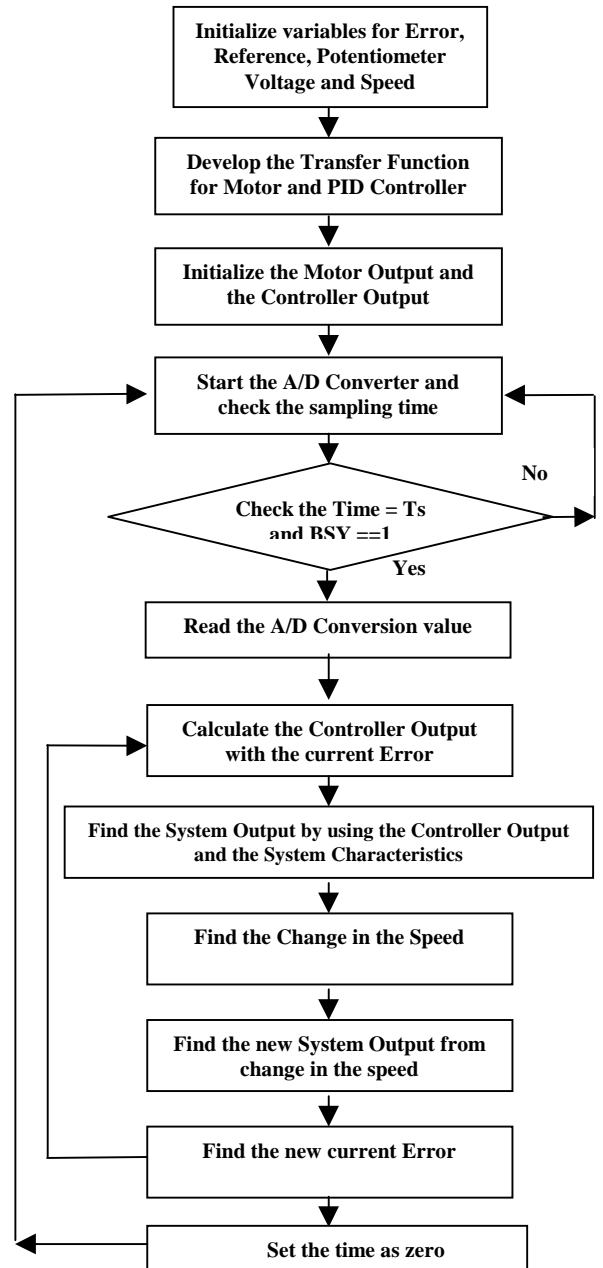 Initialize variables for Error,
Reference, Potentiometer
Voltage and Speed
Develop the Transfer Function
for Motor and PID Controller
Initialize the Motor Output and
the Controller Output
Start the A/D Converter and
check the sampling time
No
Check the Time = Ts
and BSY ==1
Yes
Read the A/D Conversion value
Calculate the Controller Output
with the current Error
Find the System Output by using the Controller Output
and the System Characteristics
Find the Change in the Speed
Find the new System Output from
change in the speed
Find the new current Error
Set the time as zero